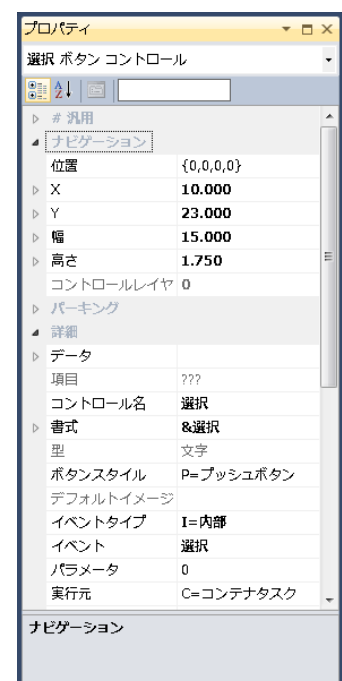 プロパティ
選択 ボタン コントロール
# 汎用
ナビゲーション
位置 {0,0,0,0}
X 10.000
Y 23.000
幅 15.000
高さ 1.750
コントロールレイヤ 0
パーキング
詳細
データ
項目 ???
コントロール名 選択
書式 &選択
型 文字
ボタンスタイル P=プッシュボタン
デフォルトイメージ
イベントタイプ I=内部
イベント 選択
パラメータ 0
実行元 C=コンテナタスク
ナビゲーション